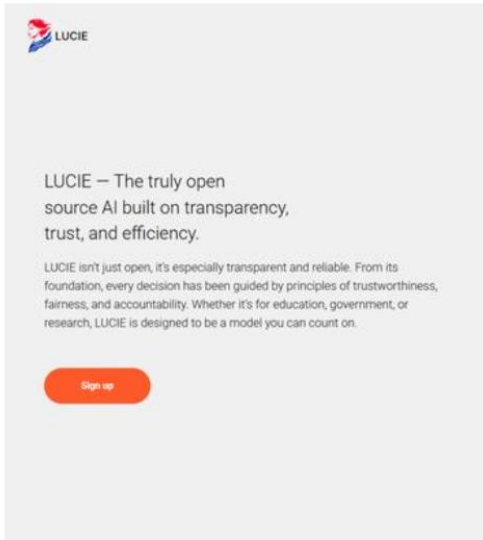 LUCIE
LUCIE — The truly open
source AI built on transparency,
trust, and efficiency.
LUCIE isn't just open, it's especially transparent and reliable. From its
foundation, every decision has been guided by principles of trustworthiness,
fairness, and accountability. Whether it's for education, government, or
research, LUCIE is designed to be a model you can count on.
Sign up